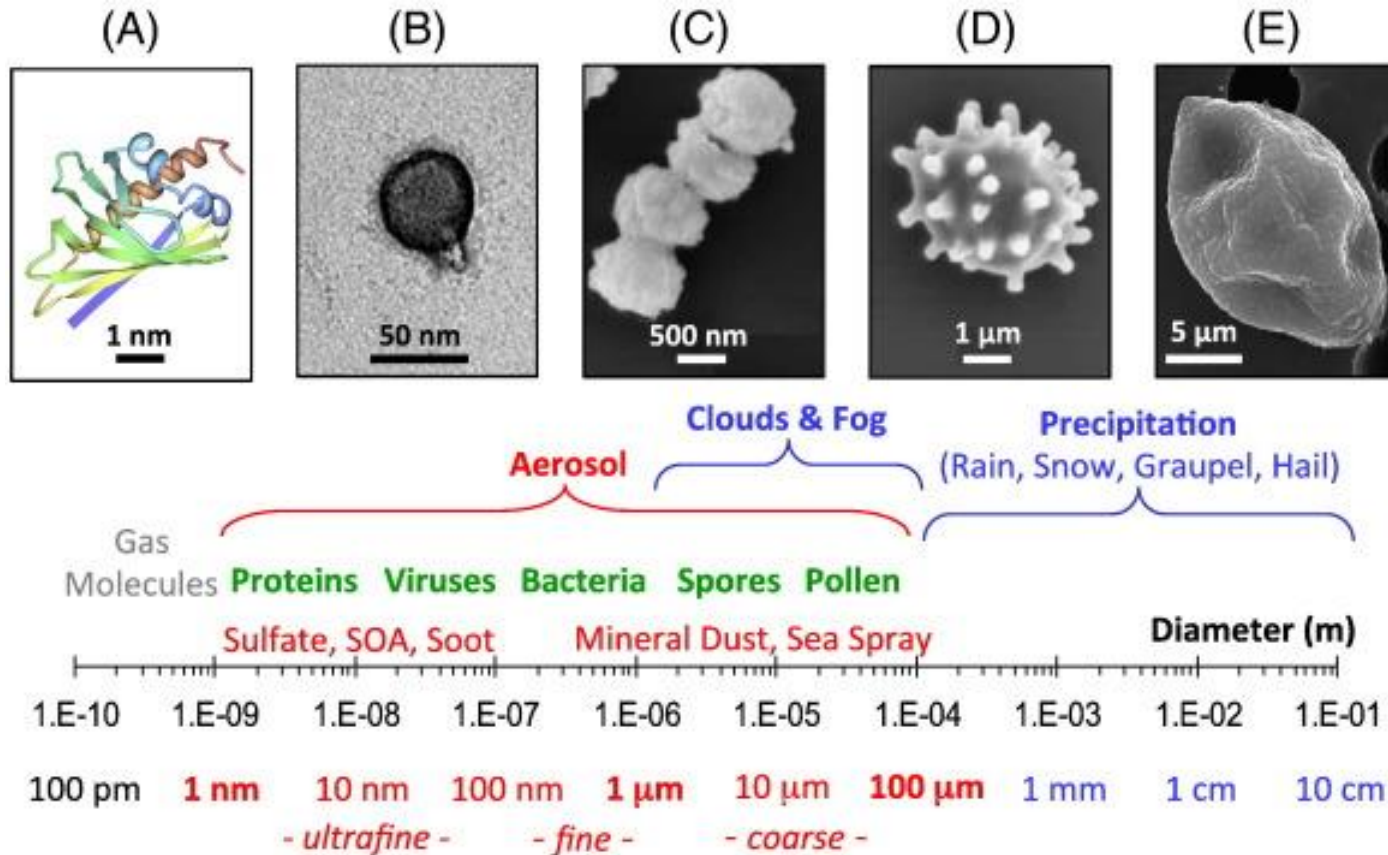 (A) (B) (C) (D) (E)
1 nm 50 nm 500 nm 1 µm 5 µm
Clouds & Fog Precipitation
Aerosol (Rain, Snow, Graupel, Hail)
Gas
Molecules Proteins Viruses Bacteria Spores Pollen
Sulfate, SOA, Soot Mineral Dust, Sea Spray Diameter (m)
1.E-10 1.E-09 1.E-08 1.E-07 1.E-06 1.E-05 1.E-04 1.E-03 1.E-02 1.E-01
100 pm 1 nm 10 nm 100 nm 1 µm 10 µm 100 µm 1 mm 1 cm 10 cm
- ultrafine - - fine - - coarse -